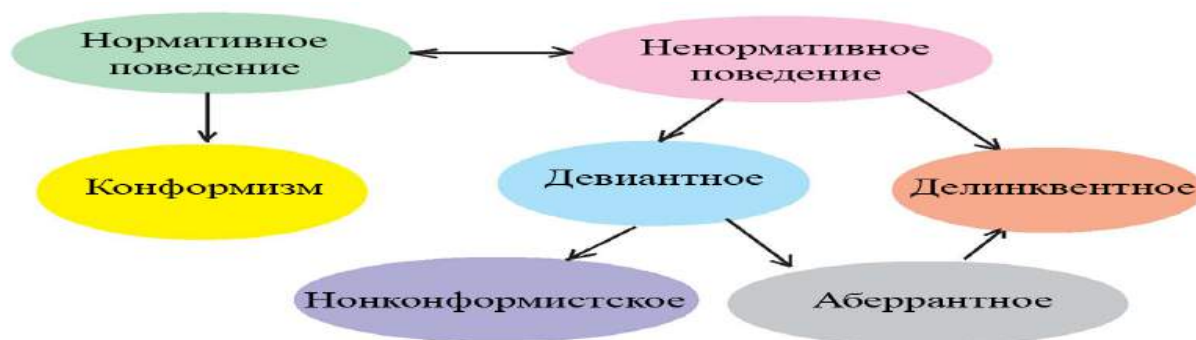 Нормативное
поведение
Ненормативное
поведение
Конформизм
Девиантное
Делинквентное
Нонконформистское
Аберрантное